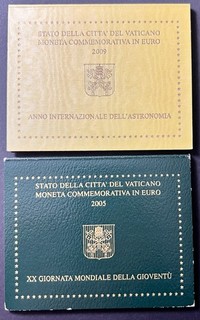 STATO DELLA CITTA' DEL VATICANO
MONETA COMMEMORATIVA IN EURO
2009
ANNO INTERNAZIONALE DELL'ASTRONOMIA
STATO DELLA CITTA' DEL VATICANO
MONETA COMMEMORATIVA IN EURO
2005
XX GIORNATA MONDIALE DELLA GIOVENTÙ